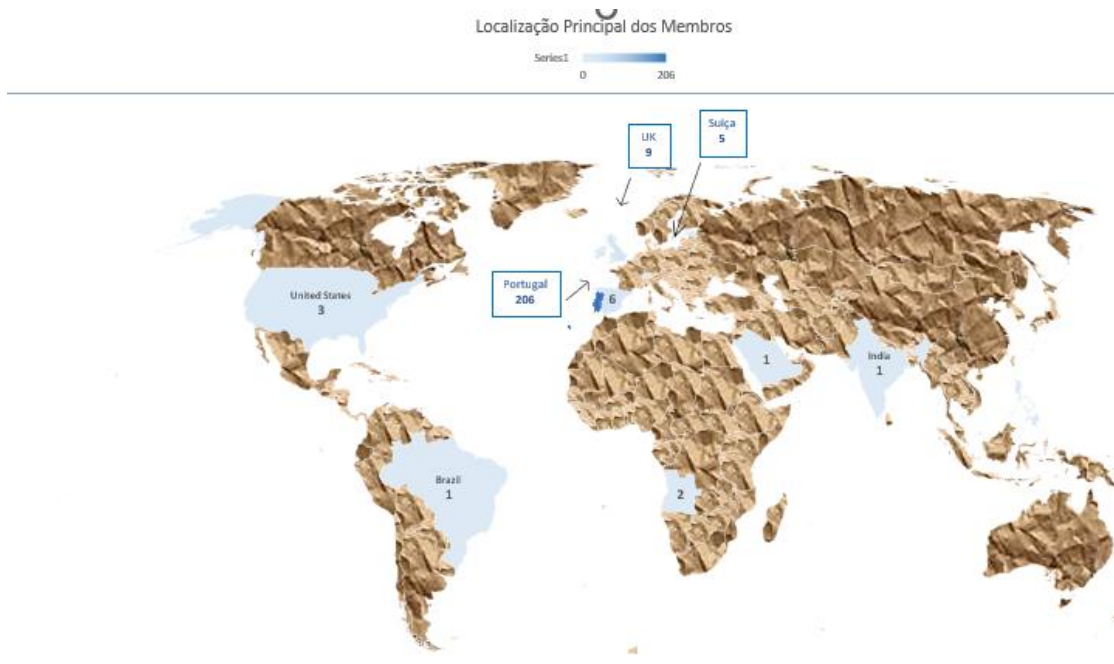 Localização Principal dos Membros
Series1
0 206
UK
9
Suiça
5
Portugal
206
6
United States
3
1
India
1
Brazil
1
2